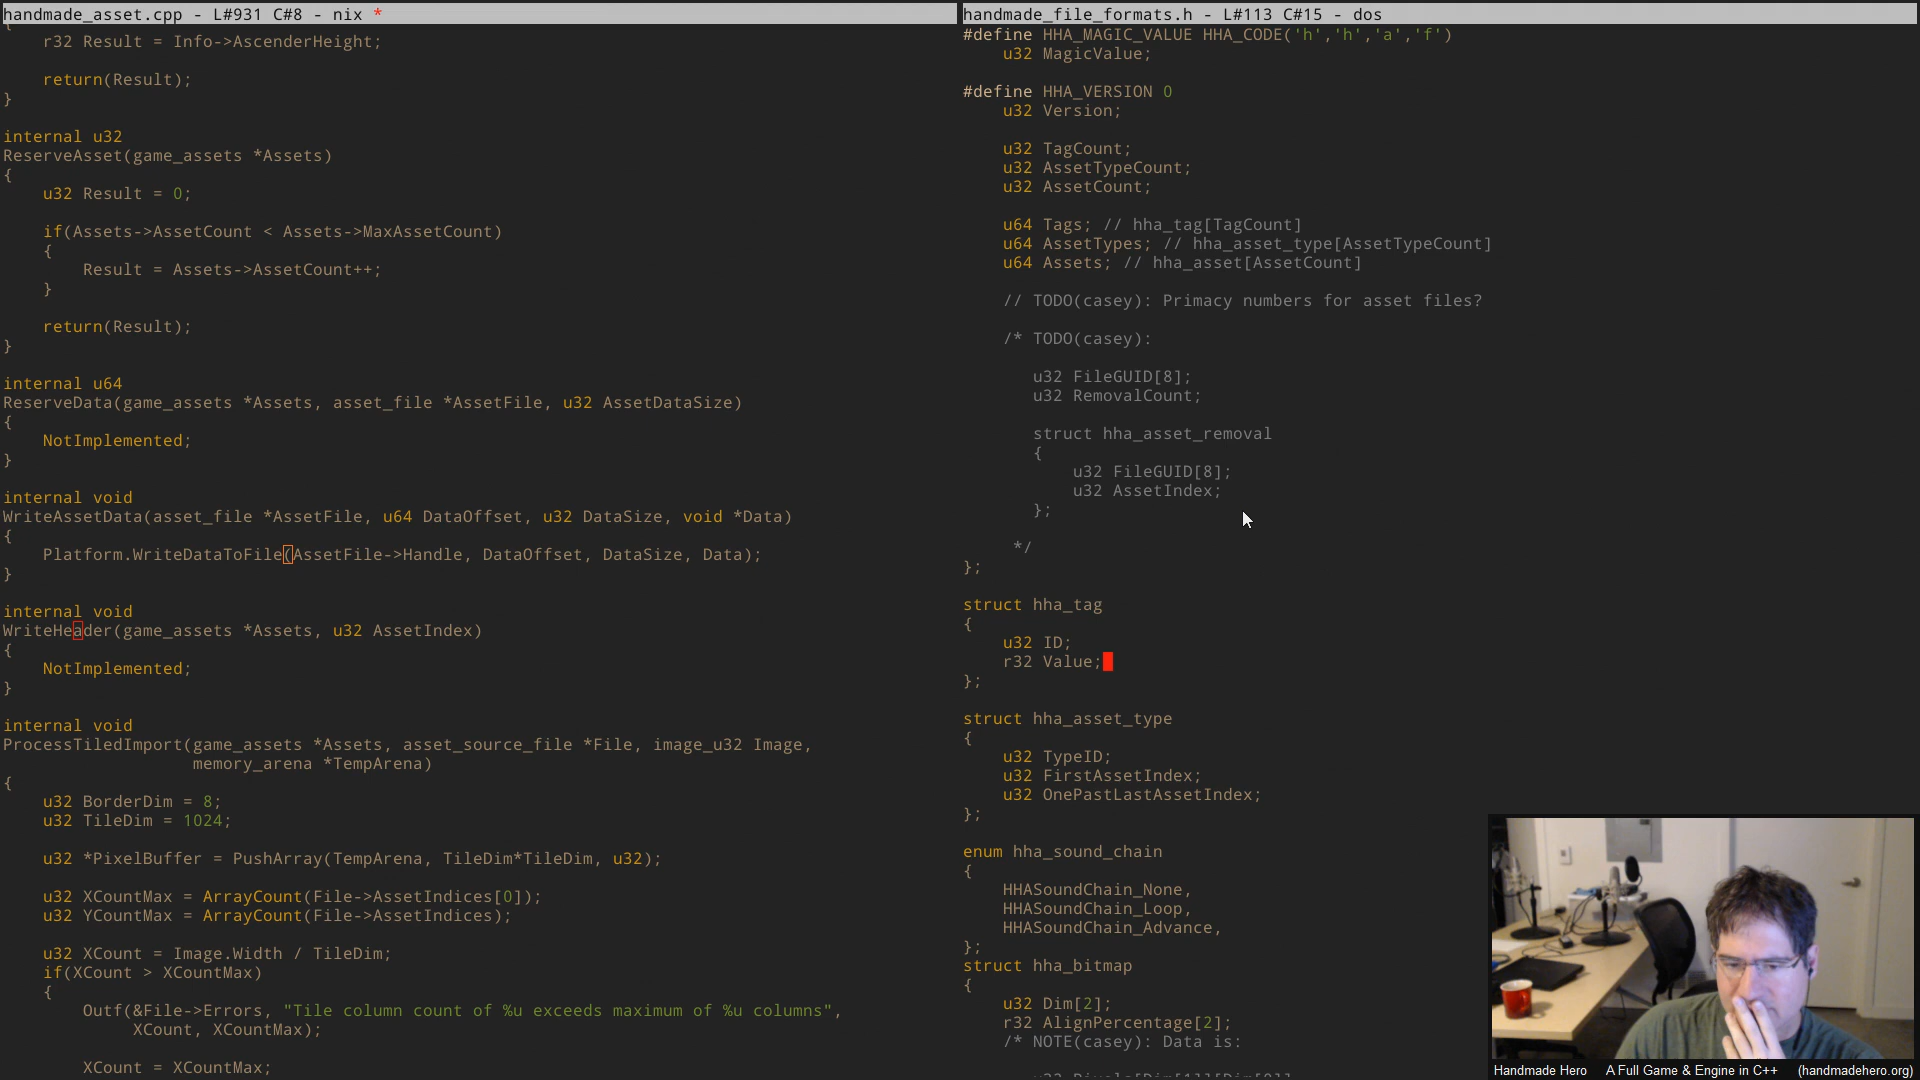 handmade_asset.cpp - L#931 C#8 - nix *
{
    r32 Result = Info->AscenderHeight;

    return(Result);
}

internal u32
ReserveAsset(game_assets *Assets)
{
    u32 Result = 0;

    if(Assets->AssetCount < Assets->MaxAssetCount)
    {
        Result = Assets->AssetCount++;
    }

    return(Result);
}

internal u64
ReserveData(game_assets *Assets, asset_file *AssetFile, u32 AssetDataSize)
{
    NotImplemented;
}

internal void
WriteAssetData(asset_file *AssetFile, u64 DataOffset, u32 DataSize, void *Data)
{
    Platform.WriteDataToFile(AssetFile->Handle, DataOffset, DataSize, Data);
}

internal void
WriteHeader(game_assets *Assets, u32 AssetIndex)
{
    NotImplemented;
}

internal void
ProcessTiledImport(game_assets *Assets, asset_source_file *File, image_u32 Image,
                   memory_arena *TempArena)
{
    u32 BorderDim = 8;
    u32 TileDim = 1024;

    u32 *PixelBuffer = PushArray(TempArena, TileDim*TileDim, u32);

    u32 XCountMax = ArrayCount(File->AssetIndices[0]);
    u32 YCountMax = ArrayCount(File->AssetIndices);

    u32 XCount = Image.Width / TileDim;
    if(XCount > XCountMax)
    {
        Outf(&File->Errors, "Tile column count of %u exceeds maximum of %u columns",
             XCount, XCountMax);

        XCount = XCountMax;
handmade_file_formats.h - L#113 C#15 - dos
#define HHA_MAGIC_VALUE HHA_CODE('h','h','a','f')
    u32 MagicValue;

#define HHA_VERSION 0
    u32 Version;

    u32 TagCount;
    u32 AssetTypeCount;
    u32 AssetCount;

    u64 Tags; // hha_tag[TagCount]
    u64 AssetTypes; // hha_asset_type[AssetTypeCount]
    u64 Assets; // hha_asset[AssetCount]

    // TODO(casey): Primacy numbers for asset files?

    /* TODO(casey):

       u32 FileGUID[8];
       u32 RemovalCount;

       struct hha_asset_removal
       {
           u32 FileGUID[8];
           u32 AssetIndex;
       };

     */
};

struct hha_tag
{
    u32 ID;
    r32 Value;
};

struct hha_asset_type
{
    u32 TypeID;
    u32 FirstAssetIndex;
    u32 OnePastLastAssetIndex;
};

enum hha_sound_chain
{
    HHASoundChain_None,
    HHASoundChain_Loop,
    HHASoundChain_Advance,
};
struct hha_bitmap
{
    u32 Dim[2];
    r32 AlignPercentage[2];
    /* NOTE(casey): Data is:

Handmade Hero A Full Game & Engine in C++ (handmadehero.org)